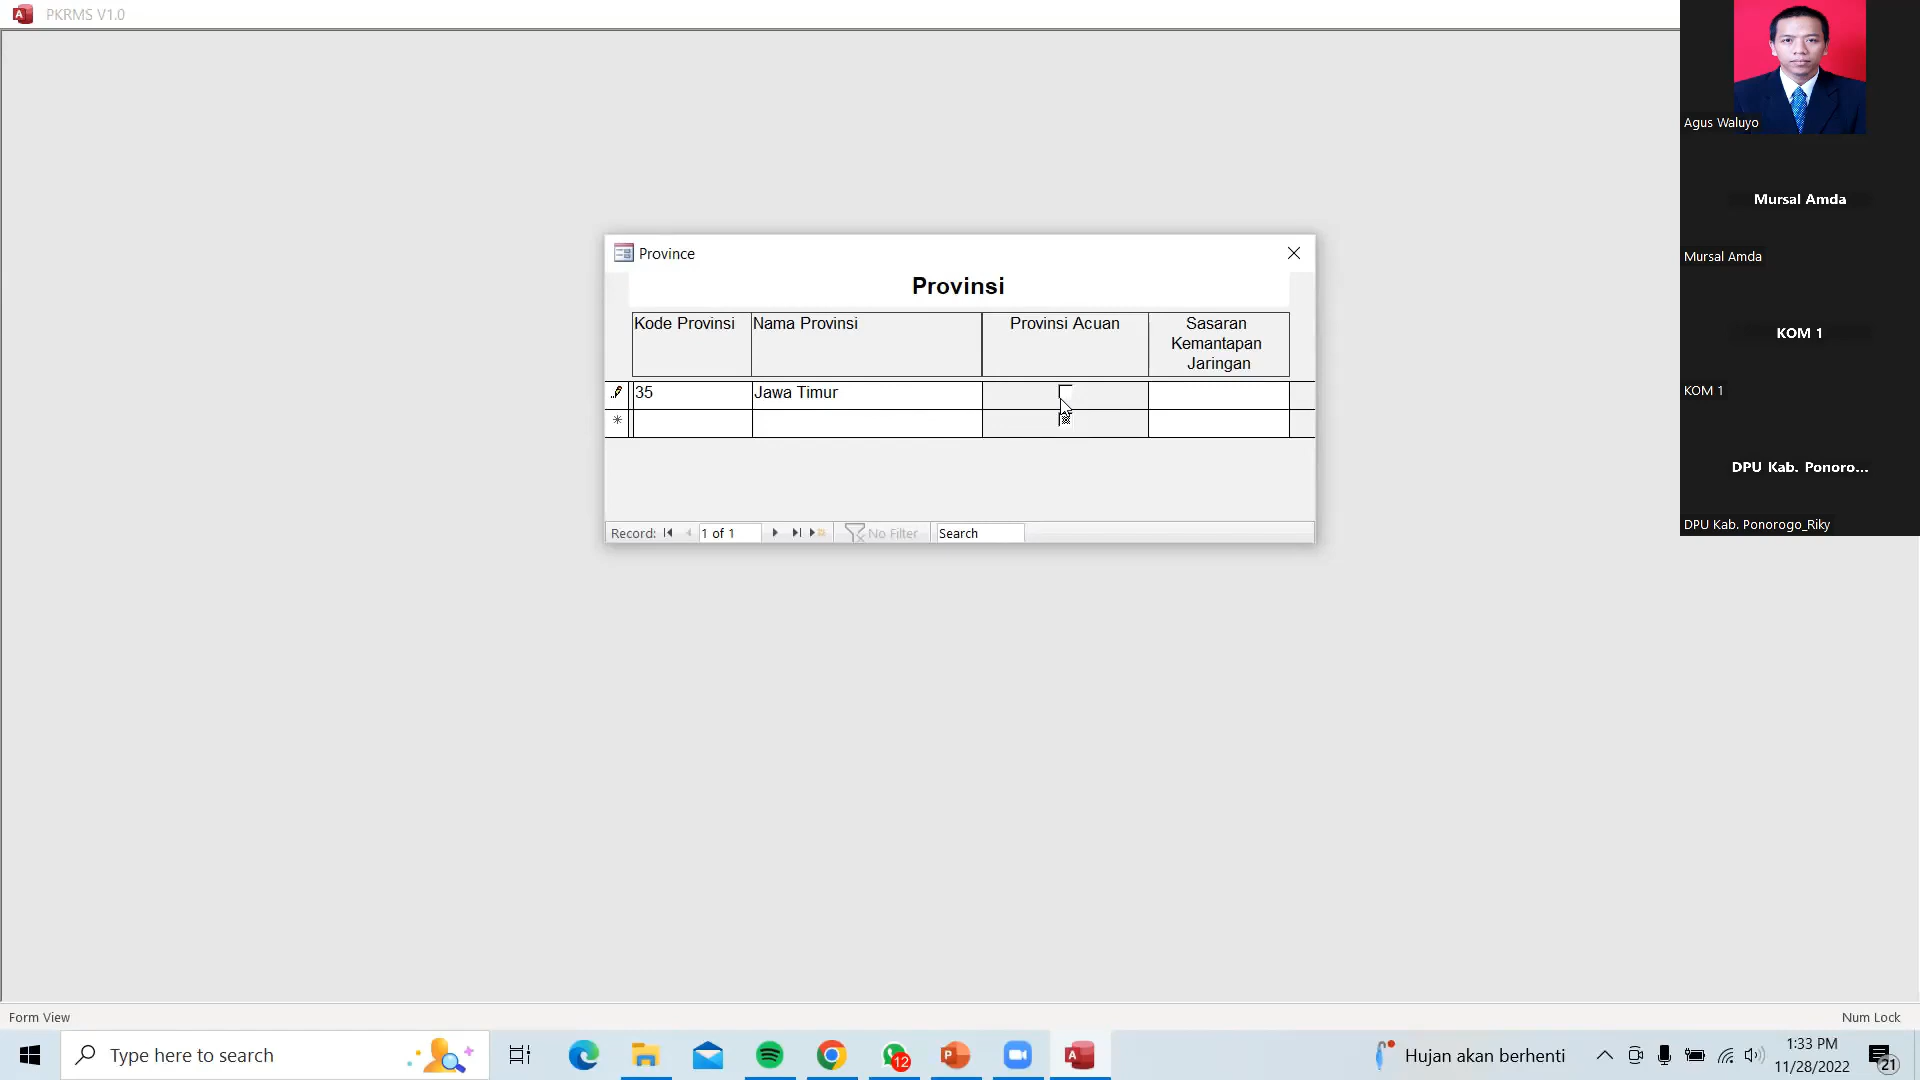 PKRMS V1.0
Province
Provinsi
Kode Provinsi
Nama Provinsi
Provinsi Acuan
Sasaran
Kemantapan
Jaringan
35
Jawa Timur
Record:
1 of 1
No Filter
Search
Agus Waluyo
Mursal Amda
Mursal Amda
KOM 1
KOM 1
DPU Kab. Ponoro...
DPU Kab. Ponorogo_Riky
Form View
Num Lock
Type here to search
12
Hujan akan berhenti
1:33 PM
11/28/2022
21